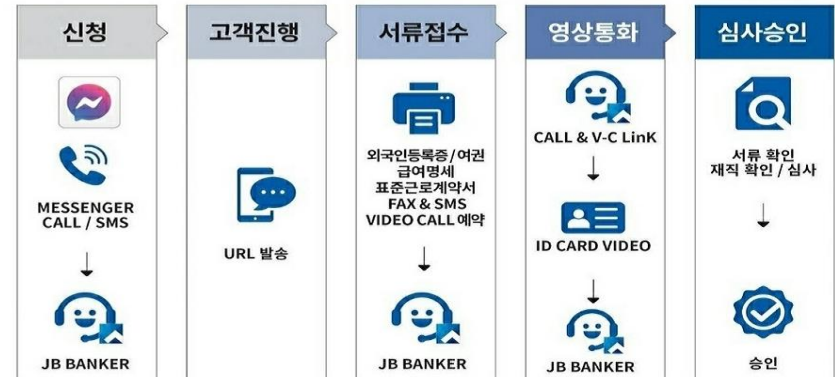 신청
MESSENGER
CALL / SMS
JB BANKER
고객진행
URL 발송
서류접수
외국인등록증 / 여권
급여명세
표준근로계약서
FAX & SMS
VIDEO CALL 예약
JB BANKER
영상통화
CALL & V-C LinK
ID CARD VIDEO
JB BANKER
심사승인
서류 확인
재직 확인 / 심사
승인